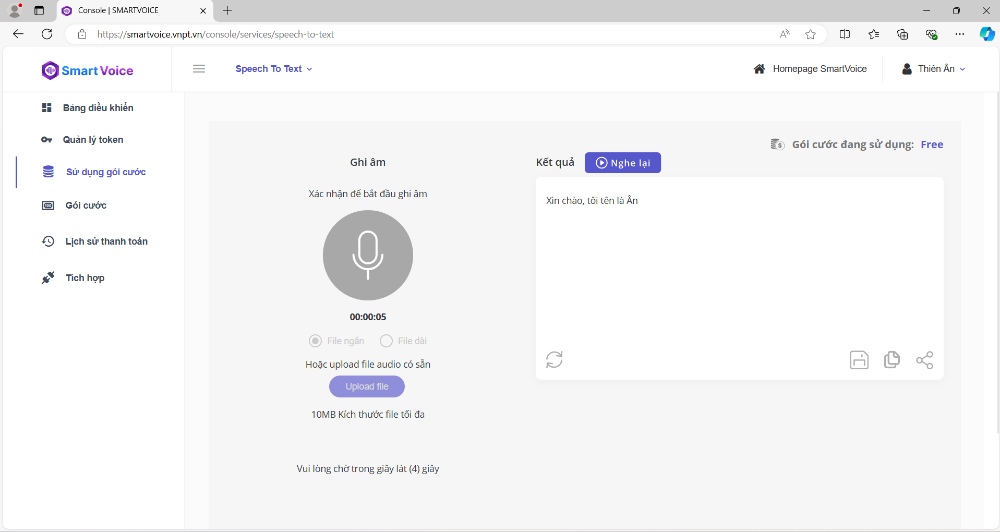 Console | SMARTVOICE
https://smartvoice.vnpt.vn/console/services/speech-to-text
Smart Voice
Speech To Text
Homepage SmartVoice
Thiên Ân
Bảng điều khiển
Quản lý token
Sử dụng gói cước
Gói cước
Lịch sử thanh toán
Tích hợp
Gói cước đang sử dụng: Free
Ghi âm
Xác nhận để bắt đầu ghi âm
00:00:05
File ngắn
File dài
Hoặc upload file audio có sẵn
Upload file
10MB Kích thước file tối đa
Vui lòng chờ trong giây lát (4) giây
Kết quả
Nghe lại
Xin chào, tôi tên là Ân